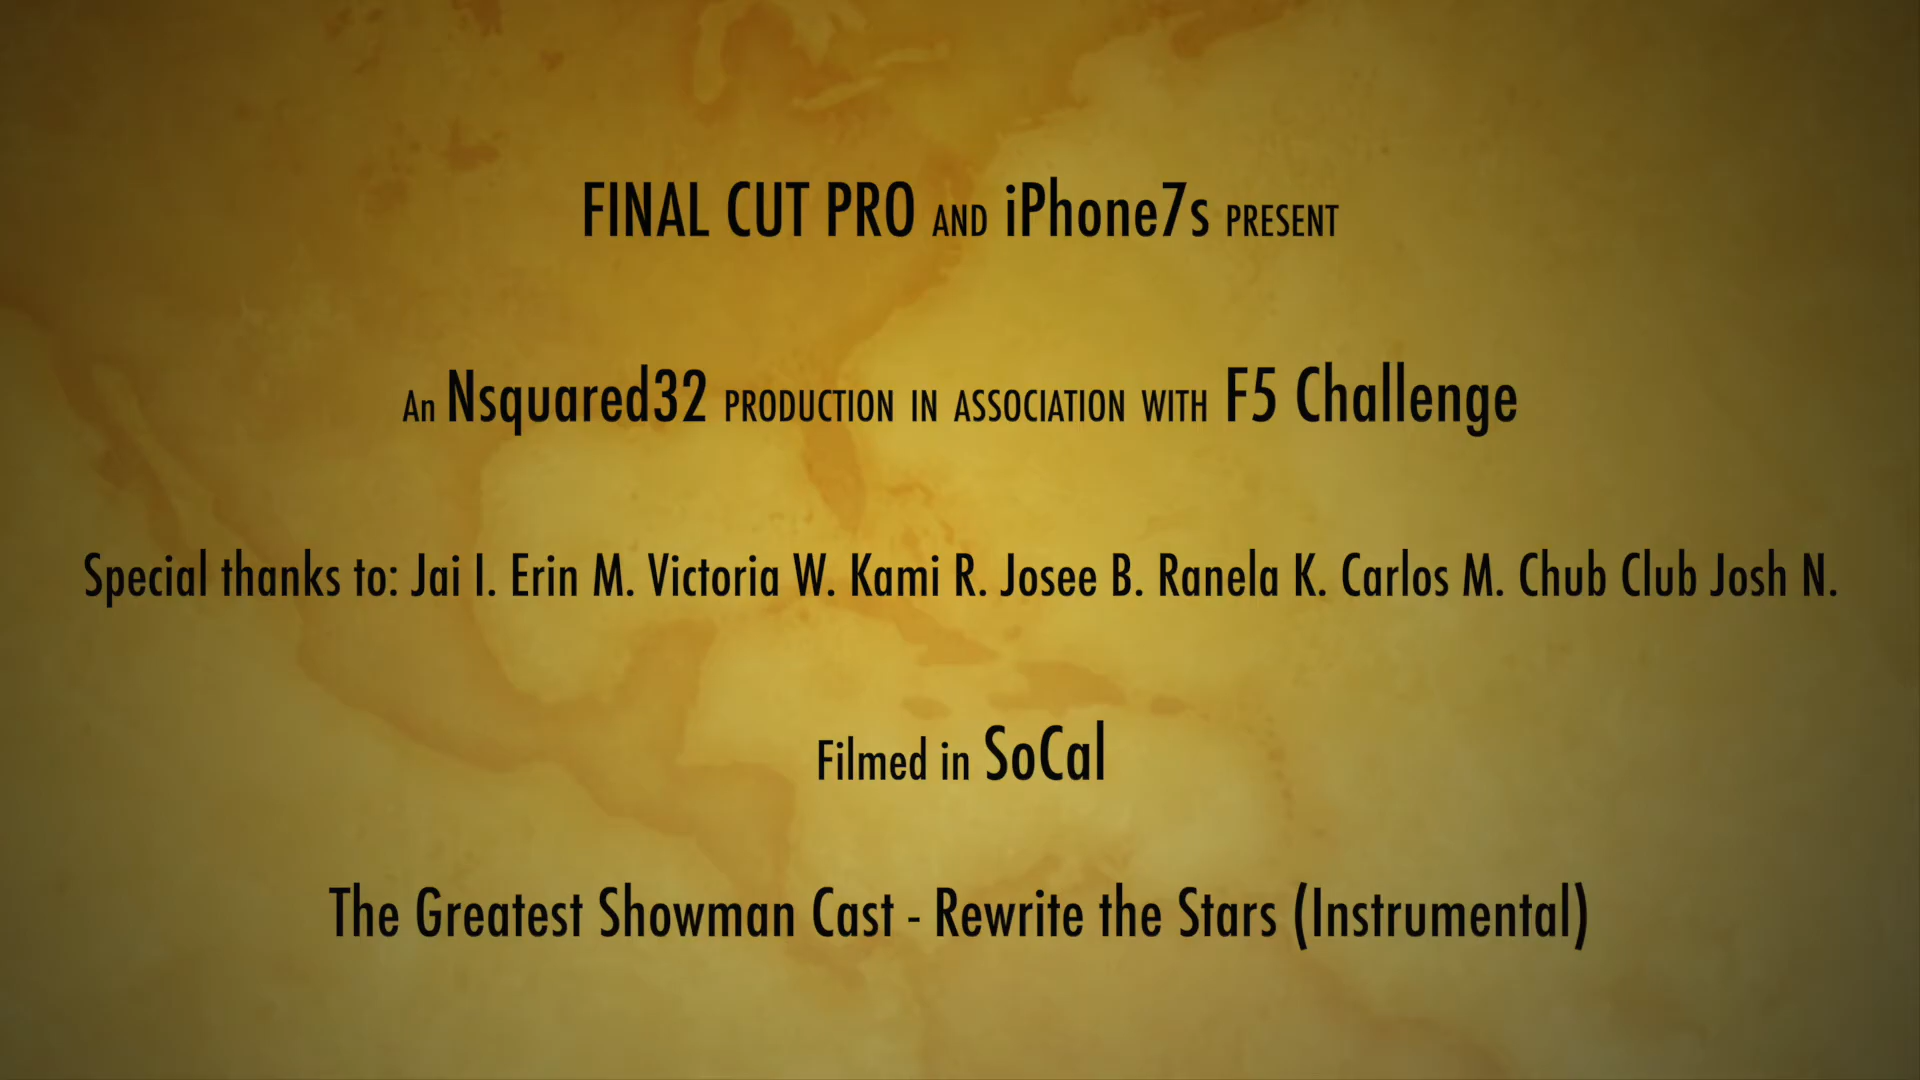 FINAL CUT PRO AND iPhone7s PRESENT
An Nsquared32 PRODUCTION IN ASSOCIATION WITH F5 Challenge
Special thanks to: Jai I. Erin M. Victoria W. Kami R. Josee B. Ranela K. Carlos M. Chub Club Josh N.
Filmed in SoCal
The Greatest Showman Cast - Rewrite the Stars (Instrumental)